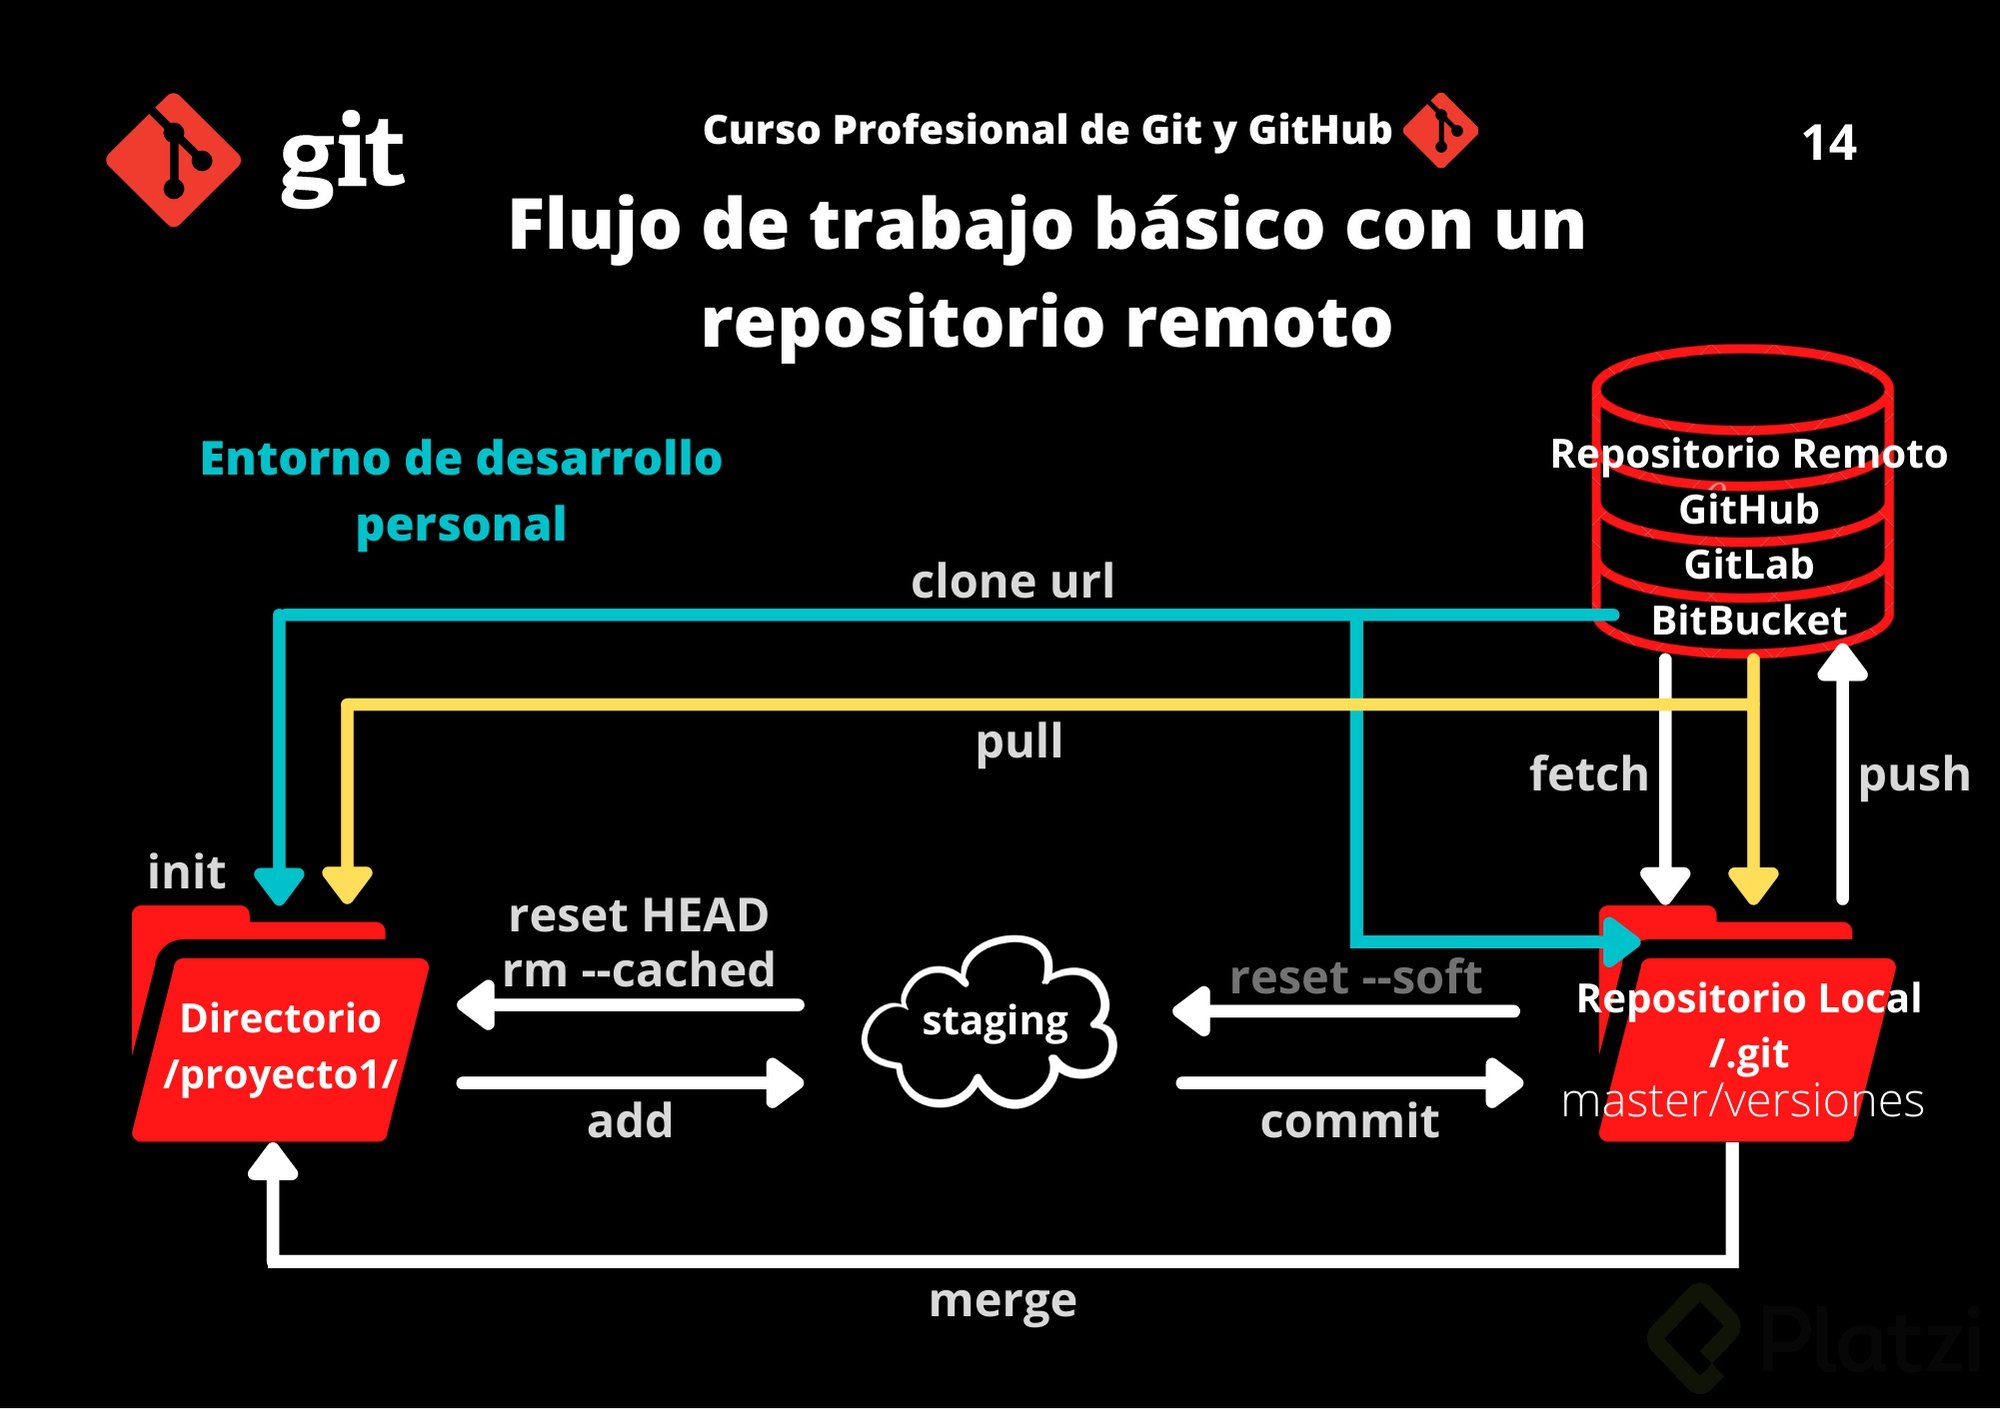 git
Curso Profesional de Git y GitHub
14
Flujo de trabajo básico con un
repositorio remoto
Entorno de desarrollo
personal
Repositorio Remoto
GitHub
GitLab
BitBucket
clone url
pull
fetch
push
init
reset HEAD
rm --cached
reset --soft
Directorio
/proyecto1/
staging
Repositorio Local
/.git
master/versiones
add
commit
merge
Platzi